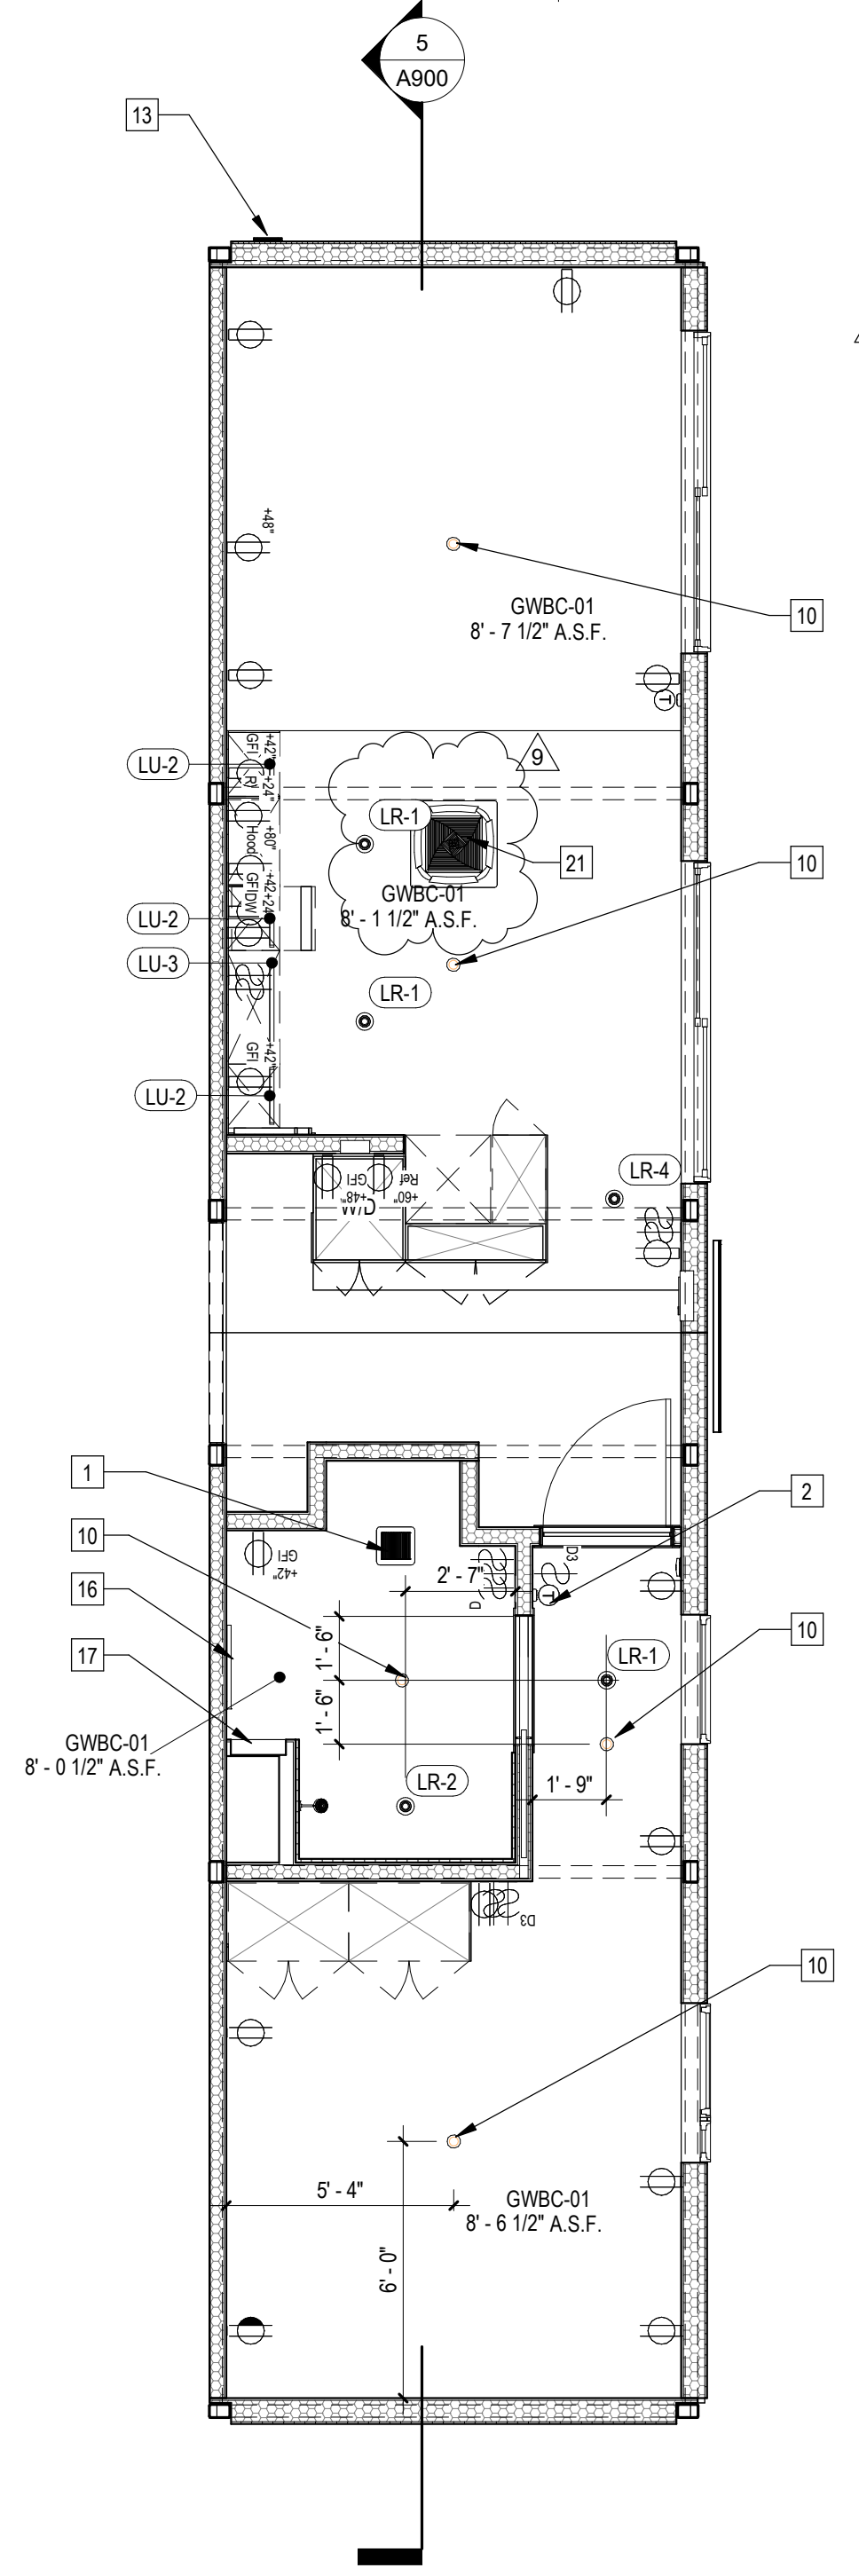 5
A900
13
+48"
10
GWBC-01
8' - 7 1/2" A.S.F.
T
9
LU-2
+42"
GFI
R
+24"
LR-1
+80"
Hood
21
10
GWBC-01
8' - 1 1/2" A.S.F.
+42"
+24"
GFI
DW
LU-2
LU-3
LR-1
+42"
GFI
LU-2
LR-4
GFI
+48"
Ref
+60"
1
2
10
GFI
+42"
2' - 7"
D
D3
T
16
1' - 6"
10
17
LR-1
1' - 6"
GWBC-01
8' - 0 1/2" A.S.F.
LR-2
1' - 9"
D3
10
5' - 4"
GWBC-01
8' - 6 1/2" A.S.F.
6' - 0"